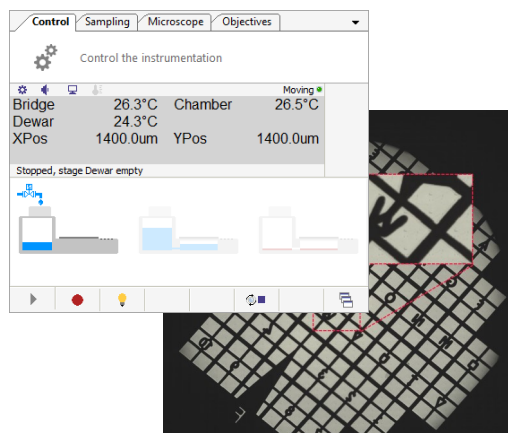 Control Sampling Microscope Objectives
Control the instrumentation
Moving
Bridge 26.3°C Chamber 26.5°C
Dewar 24.3°C
XPos 1400.0um YPos 1400.0um
Stopped, stage Dewar empty